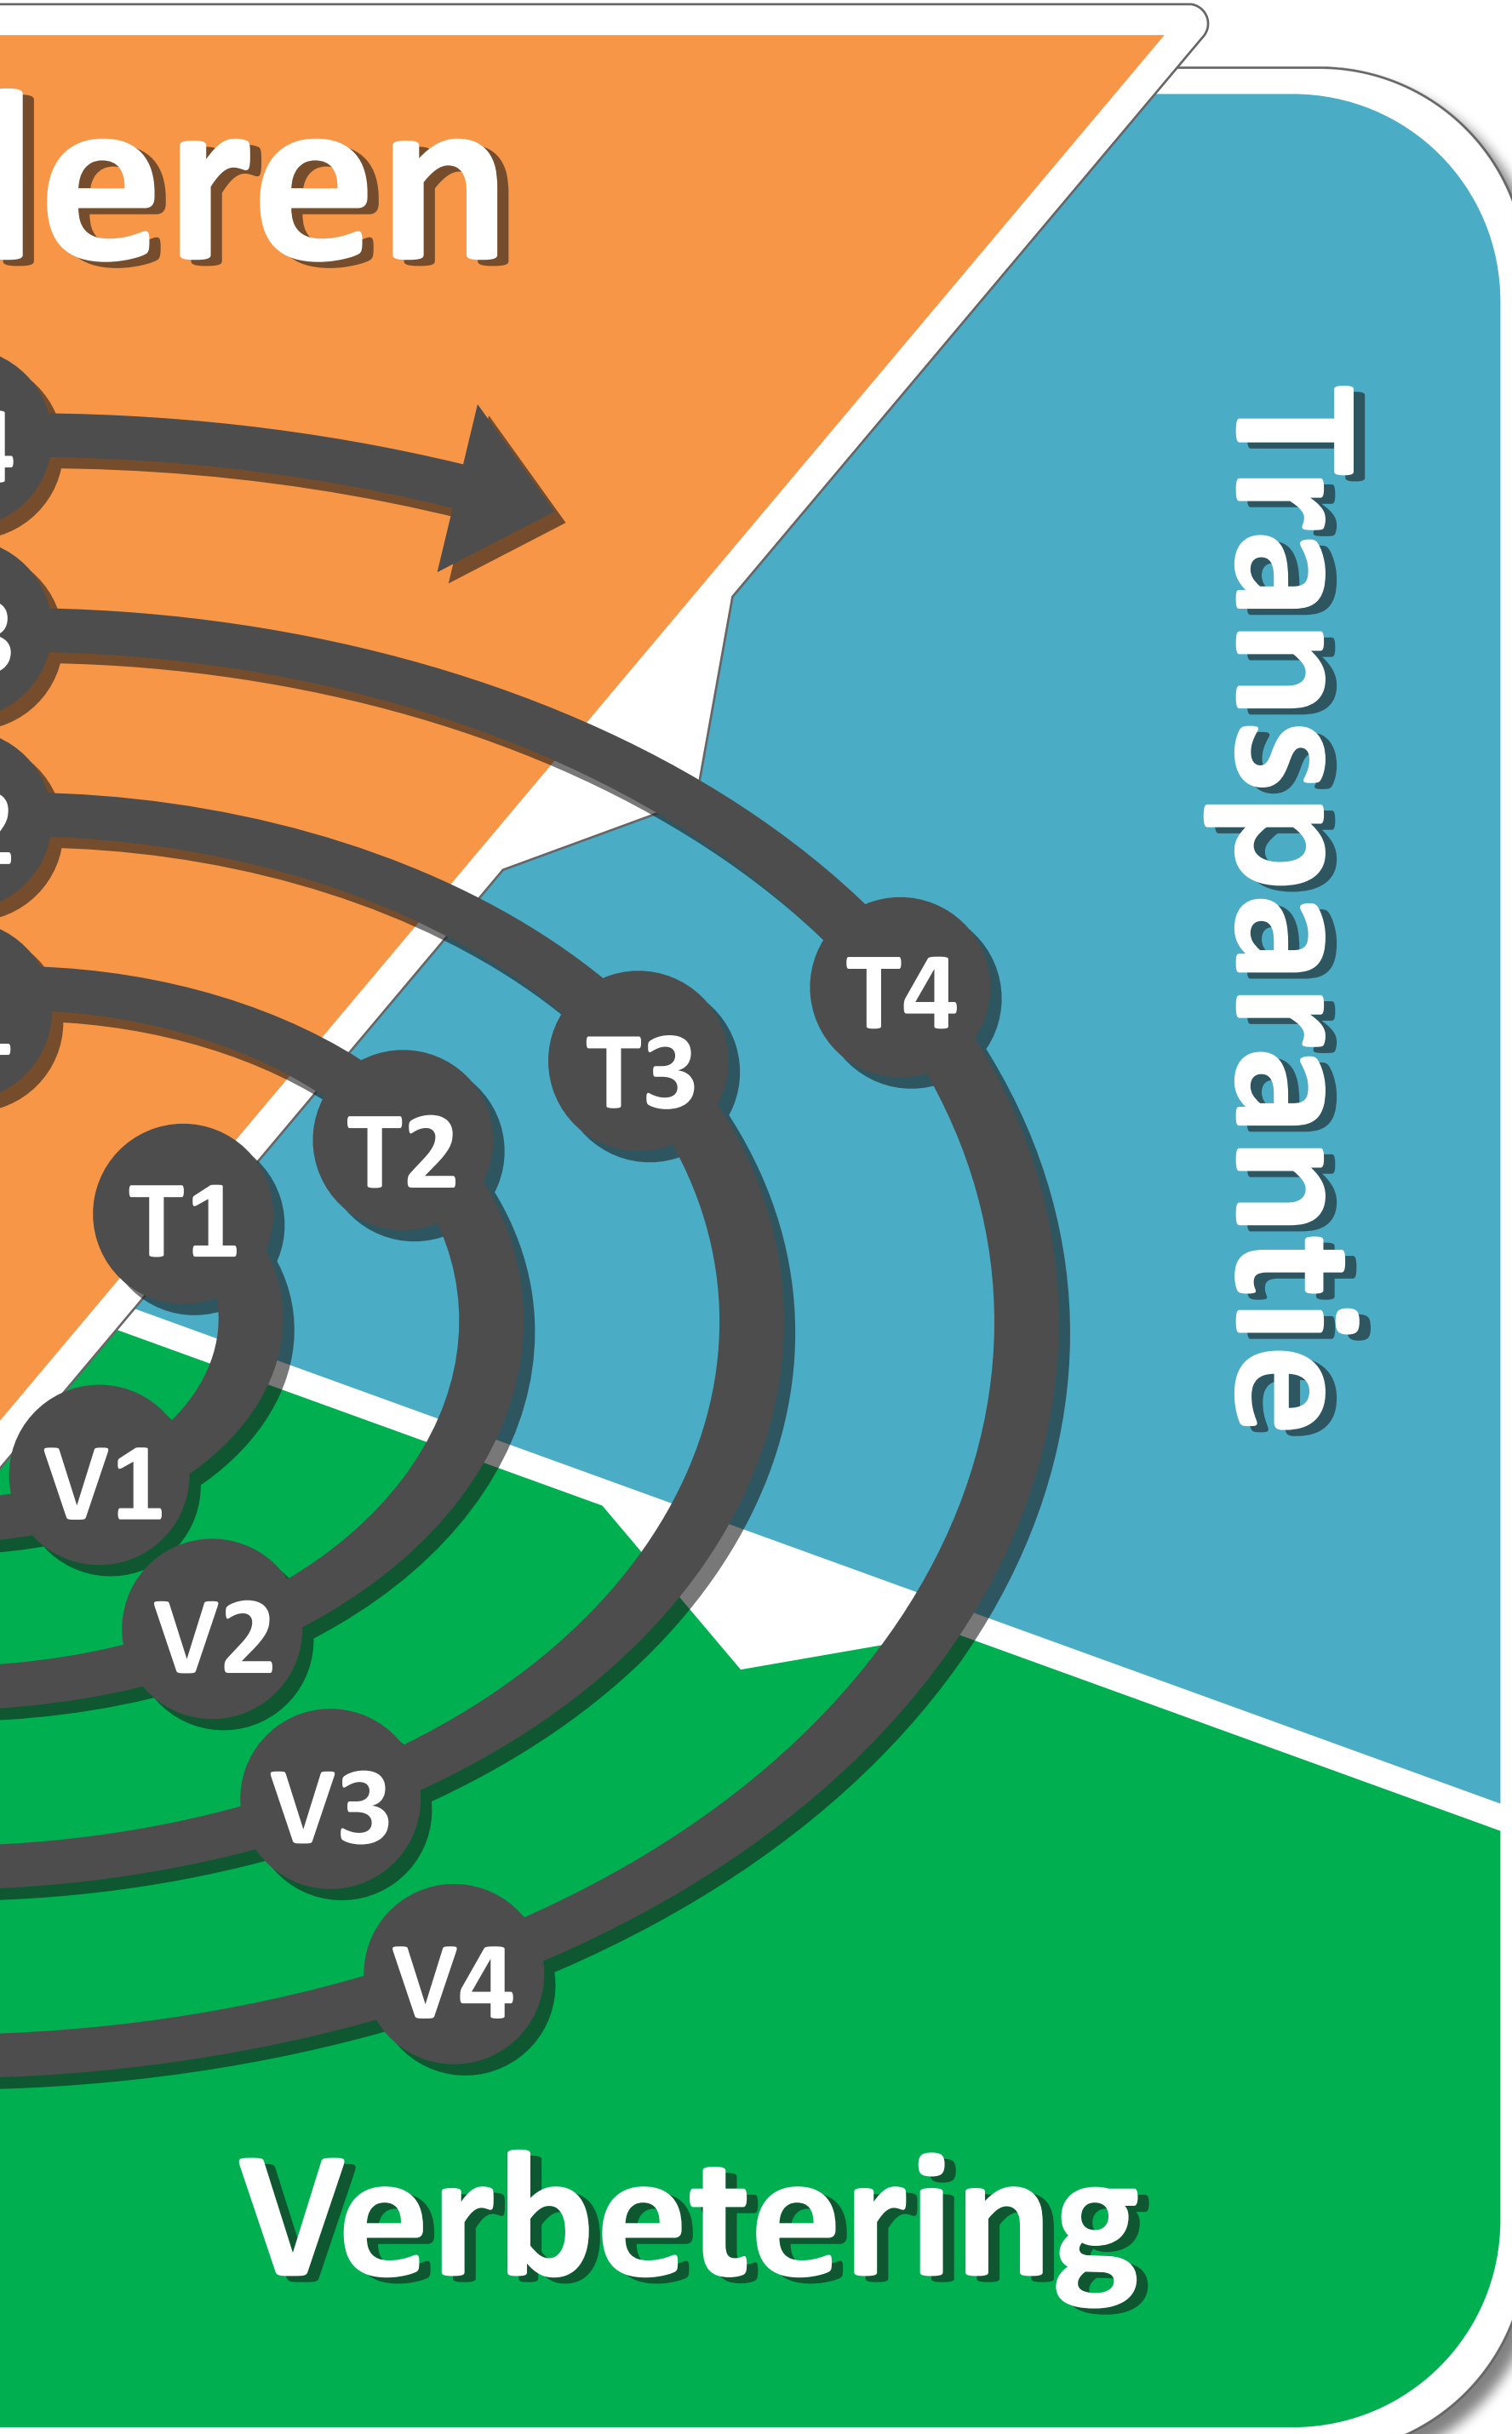 leren
T4
T3
T2
T1
V1
V2
V3
V4
Transparantie
Verbetering